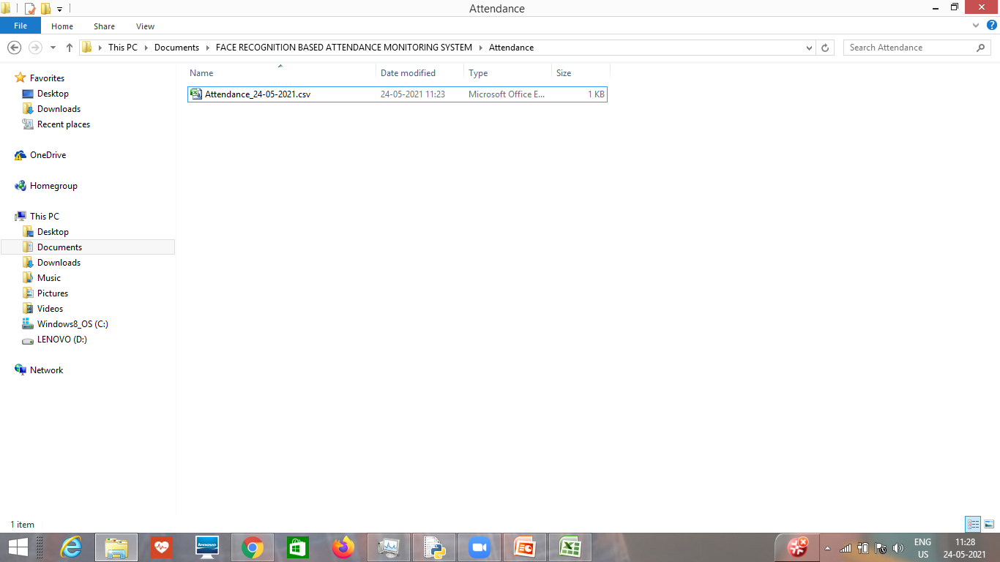 Attendance
File Home Share View
This PC Documents FACE RECOGNITION BASED ATTENDANCE MONITORING SYSTEM Attendance Search Attendance
Name Date modified Type Size
Attendance_24-05-2021.csv 24-05-2021 11:23 Microsoft Office E... 1 KB
Favorites
Desktop
Downloads
Recent places
OneDrive
Homegroup
This PC
Desktop
Documents
Downloads
Music
Pictures
Videos
Windows8_OS (C:)
LENOVO (D:)
Network
1 item
lenovo
ENG 11:28
US 24-05-2021